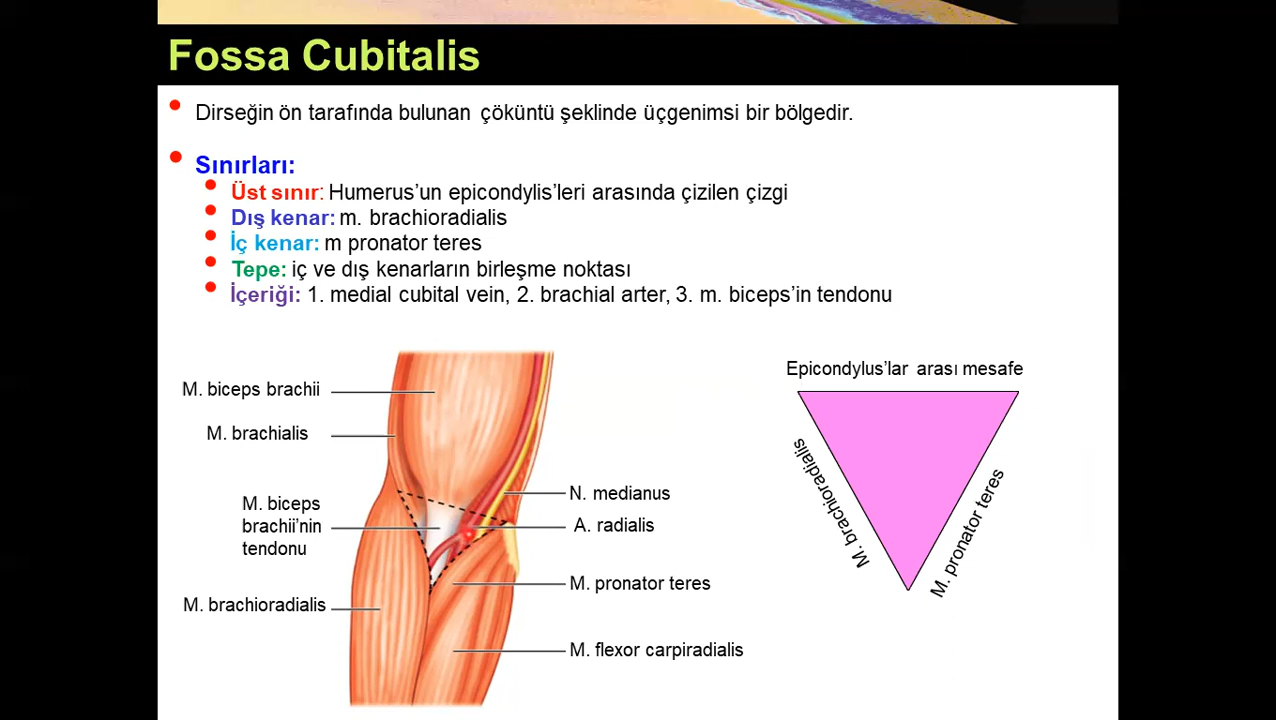 Fossa Cubitalis
Dirseğin ön tarafında bulunan çöküntü şeklinde üçgenimsi bir bölgedir.
Sınırları:
Üst sınır: Humerus’un epicondylis’leri arasında çizilen çizgi
Dış kenar: m. brachioradialis
İç kenar: m pronator teres
Tepe: iç ve dış kenarların birleşme noktası
İçeriği: 1. medial cubital vein, 2. brachial arter, 3. m. biceps’in tendonu
M. biceps brachii
M. brachialis
M. biceps
brachii’nin
tendonu
M. brachioradialis
N. medianus
A. radialis
M. pronator teres
M. flexor carpiradialis
Epicondylus’lar arası mesafe
M. brachioradialis
M. pronator teres